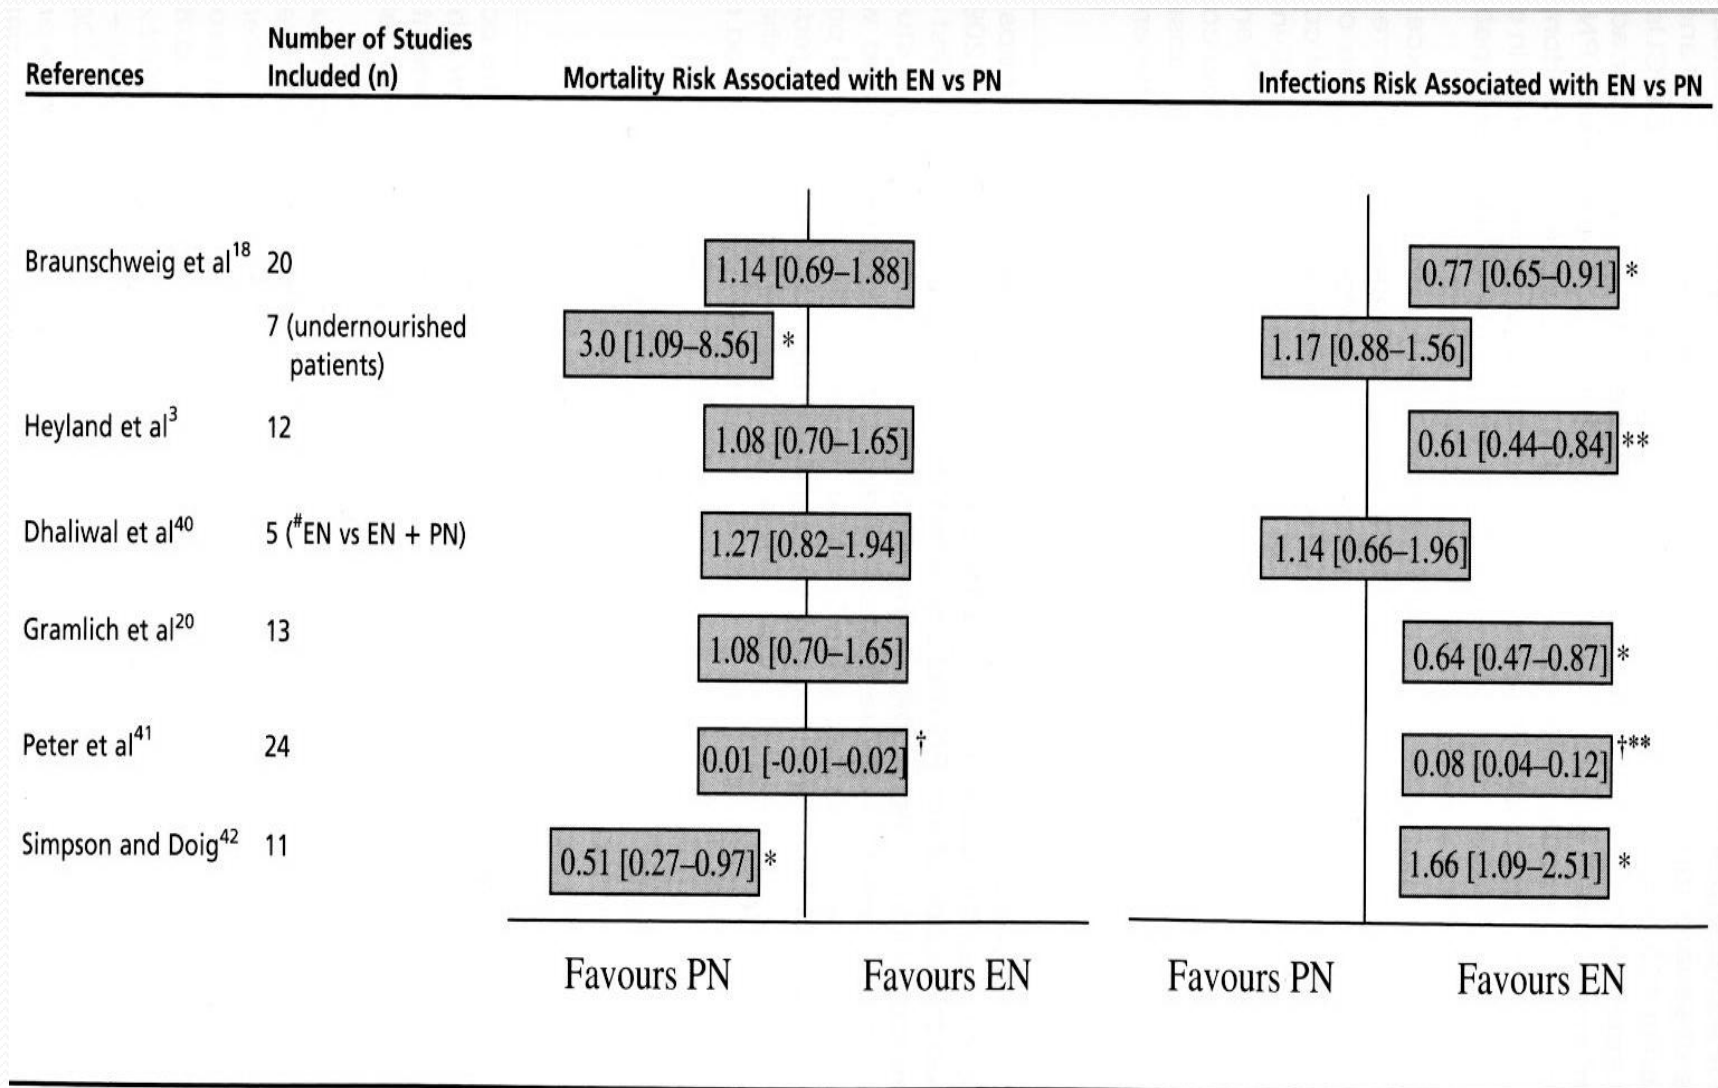 Number of Studies
References Included (n) Mortality Risk Associated with EN vs PN Infections Risk Associated with EN vs PN
Braunschweig et al18 20 1.14 [0.69–1.88] 0.77 [0.65–0.91] *
7 (undernourished
patients) 3.0 [1.09–8.56] * 1.17 [0.88–1.56]
Heyland et al3 12 1.08 [0.70–1.65] 0.61 [0.44–0.84] **
Dhaliwal et al40 5 (#EN vs EN + PN) 1.27 [0.82–1.94] 1.14 [0.66–1.96]
Gramlich et al20 13 1.08 [0.70–1.65] 0.64 [0.47–0.87] *
Peter et al41 24 0.01 [-0.01–0.02] † 0.08 [0.04–0.12] †**
Simpson and Doig42 11 0.51 [0.27–0.97] * 1.66 [1.09–2.51] *
Favours PN Favours EN Favours PN Favours EN